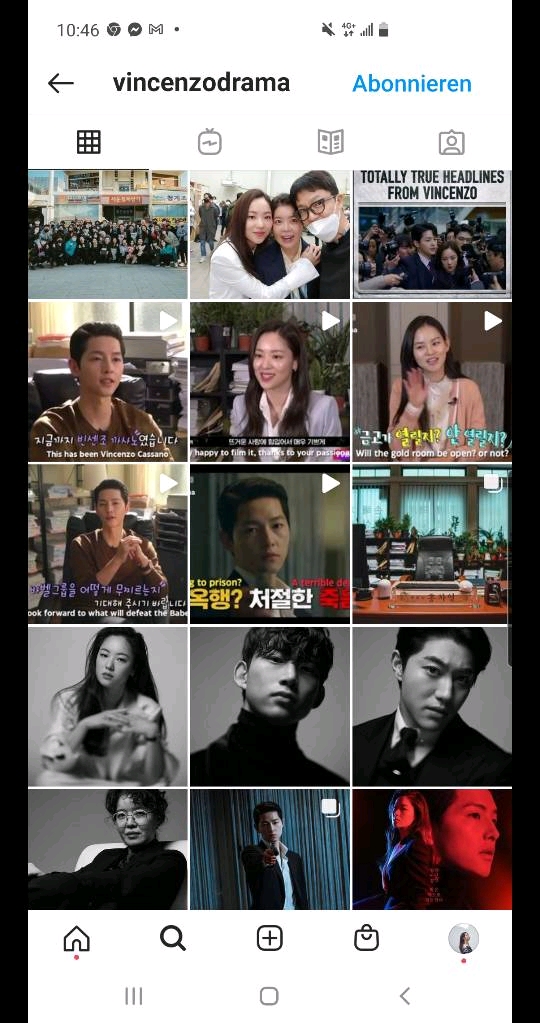 10:46
4G+
vincenzodrama
Abonnieren
TOTALLY TRUE HEADLINES
FROM VINCENZO
지금까지 빈센조 까사노였습니다
This has been Vincenzo Cassano
뜨거운 사랑에 힘입어서 매우 기쁘게
happy to film it, thanks to your passiona
금고가 열릴지? 안 열릴지?
Will the gold room be open? or not?
바벨그룹을 어떻게 무찌르는지
기대해 주시기 바랍니다
ook forward to what will defeat the Babe
g to prison?
A terrible de
옥행? 처절한 죽음